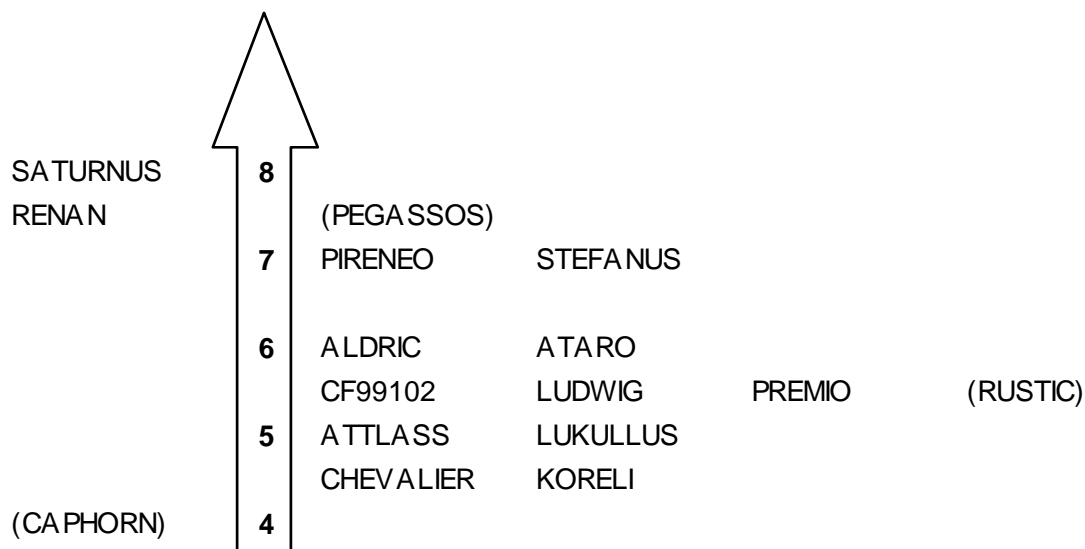 SATURNUS 8
RENAN (PEGASSOS)
7 PIRENEO STEFANUS
6 ALDRIC ATARO
CF99102 LUDWIG PREMIO (RUSTIC)
5 ATTLASS LUKULLUS
CHEVALIER KORELI
(CAPHORN) 4